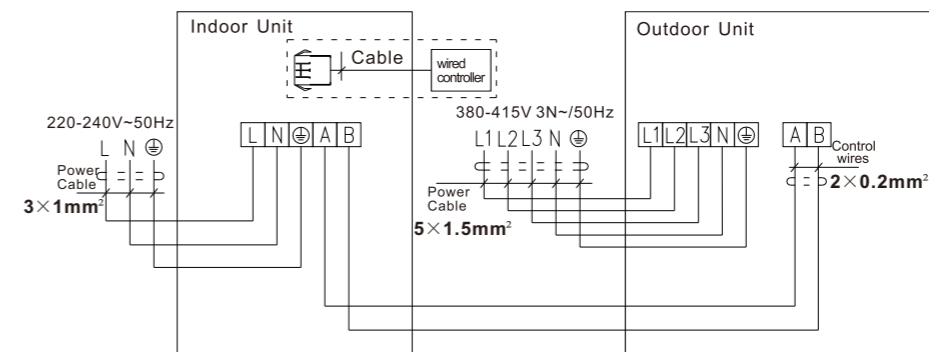 Indoor Unit
Cable
wired
controller
Outdoor Unit
220-240V~50Hz
L N
Power
Cable
3×1mm²
L N A B
380-415V 3N~/50Hz
L1 L2 L3 N
Power
Cable
5×1.5mm²
L1 L2 L3 N
A B
Control
wires
2×0.2mm²